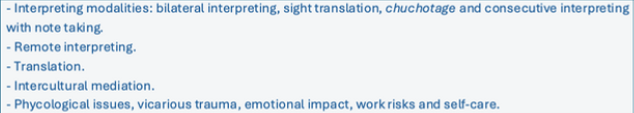 - Interpreting modalities: bilateral interpreting, sight translation, chuchotage and consecutive interpreting
with note taking.
- Remote interpreting.
- Translation.
- Intercultural mediation.
- Phycological issues, vicarious trauma, emotional impact, work risks and self-care.